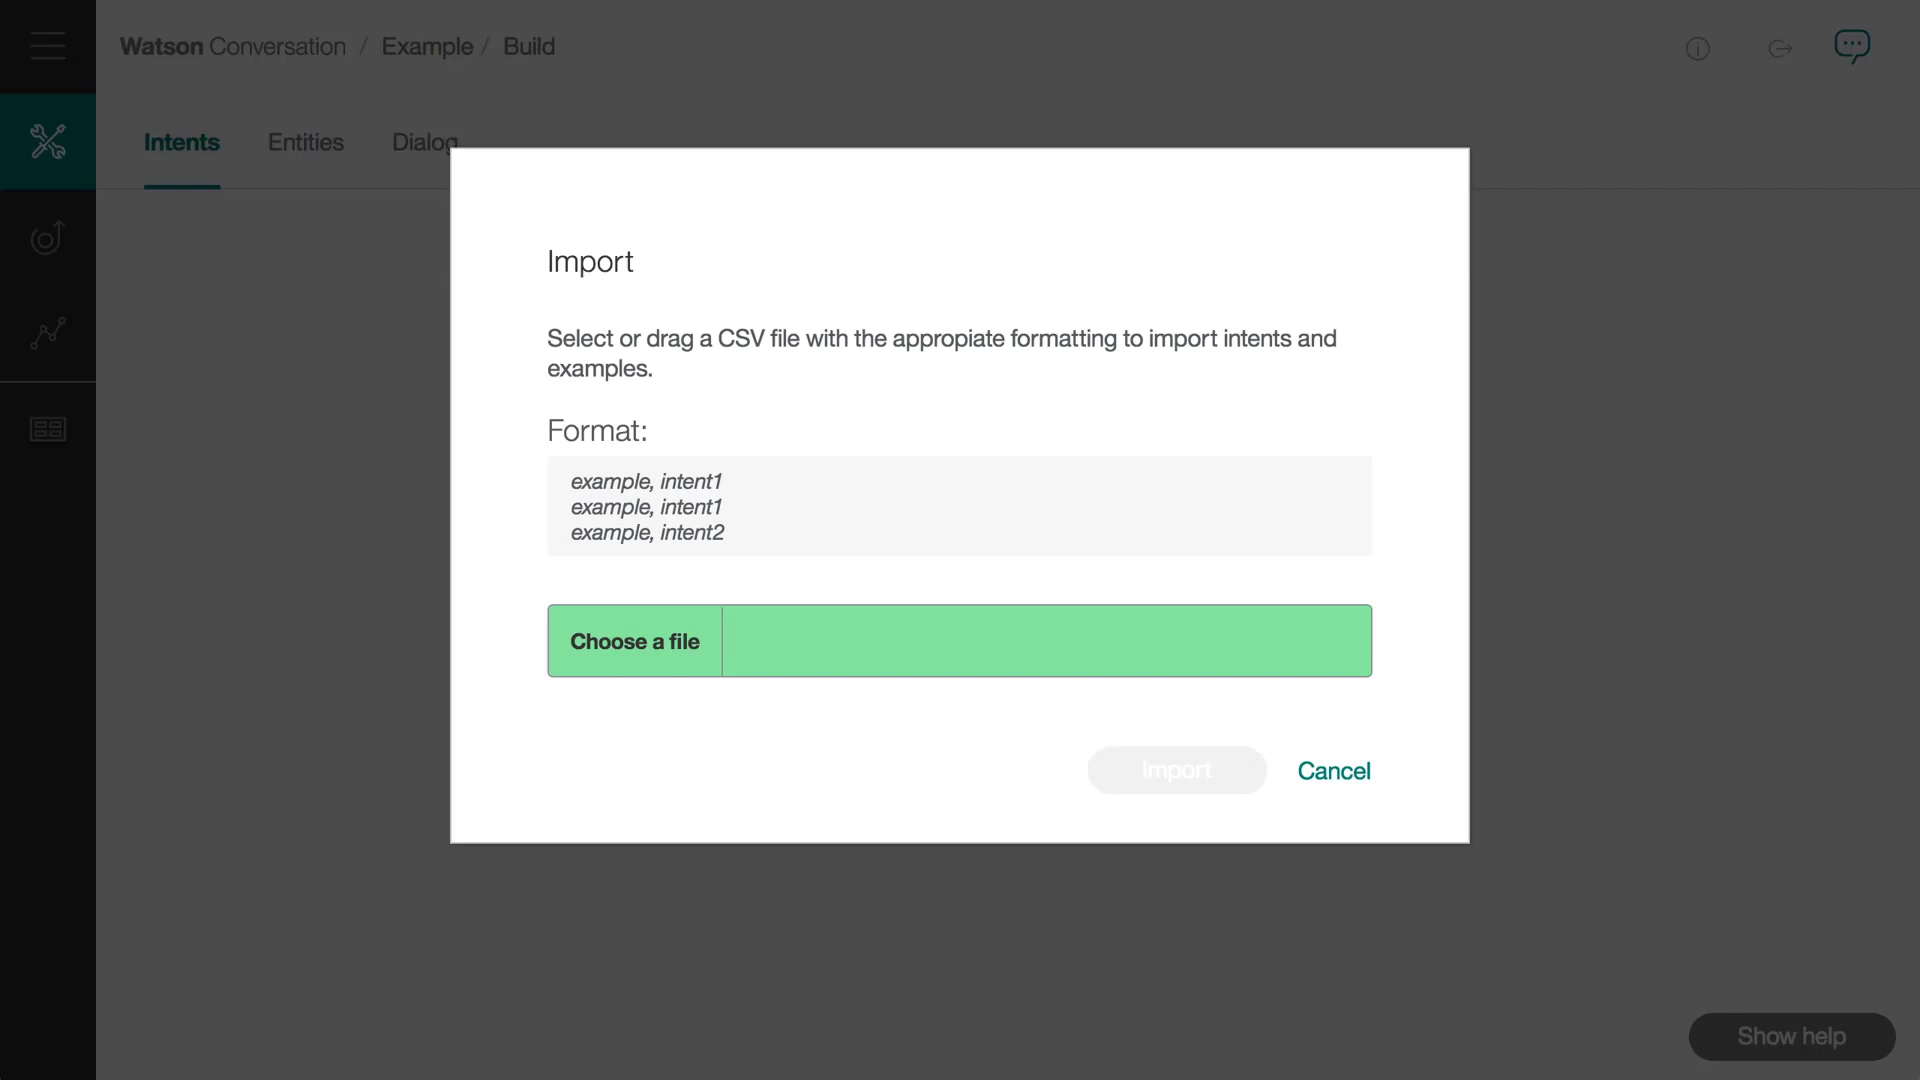 Watson Conversation / Example / Build
Intents Entities Dialog
Import
Select or drag a CSV file with the appropiate formatting to import intents and
examples.
Format:
example, intent1
example, intent1
example, intent2
Choose a file
Import Cancel
Show help